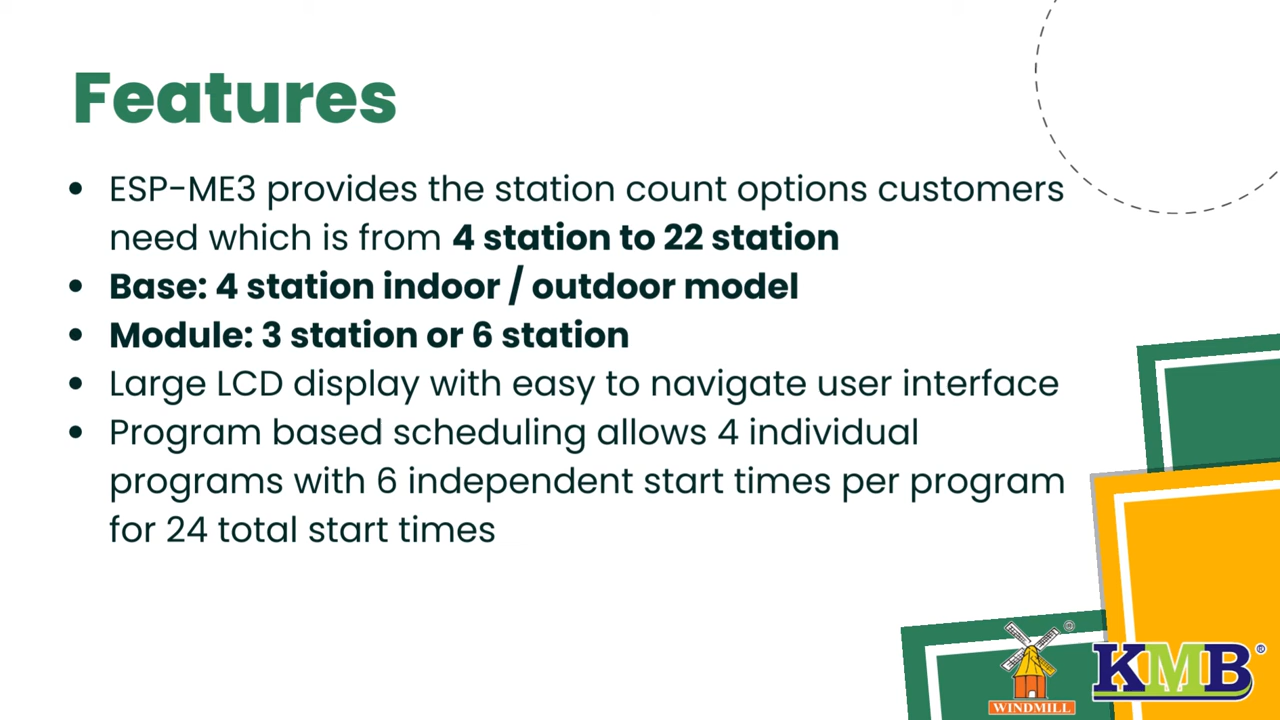 Features
• ESP-ME3 provides the station count options customers
need which is from 4 station to 22 station
• Base: 4 station indoor / outdoor model
• Module: 3 station or 6 station
• Large LCD display with easy to navigate user interface
• Program based scheduling allows 4 individual
programs with 6 independent start times per program
for 24 total start times
®
WINDMILL
KMB®